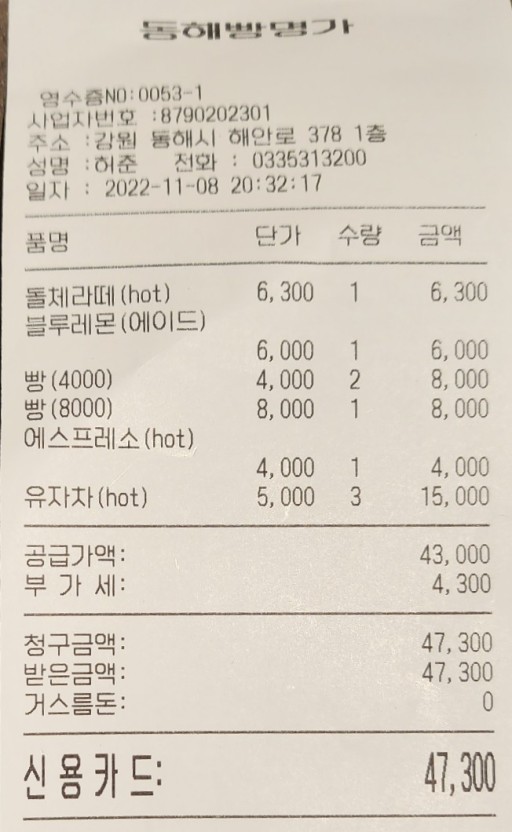 동해빵명가
영수증NO:0053-1
사업자번호 :8790202301
주소 :강원 동해시 해안로 378 1층
성명 :허준 전화 : 0335313200
일자 : 2022-11-08 20:32:17
품명 단가 수량 금액
돌체라떼(hot) 6,300 1 6,300
블루레몬(에이드)
6,000 1 6,000
빵(4000) 4,000 2 8,000
빵(8000) 8,000 1 8,000
에스프레소(hot)
4,000 1 4,000
유자차(hot) 5,000 3 15,000
공급가액: 43,000
부 가 세: 4,300
청구금액: 47,300
받은금액: 47,300
거스름돈: 0
신용카드: 47,300